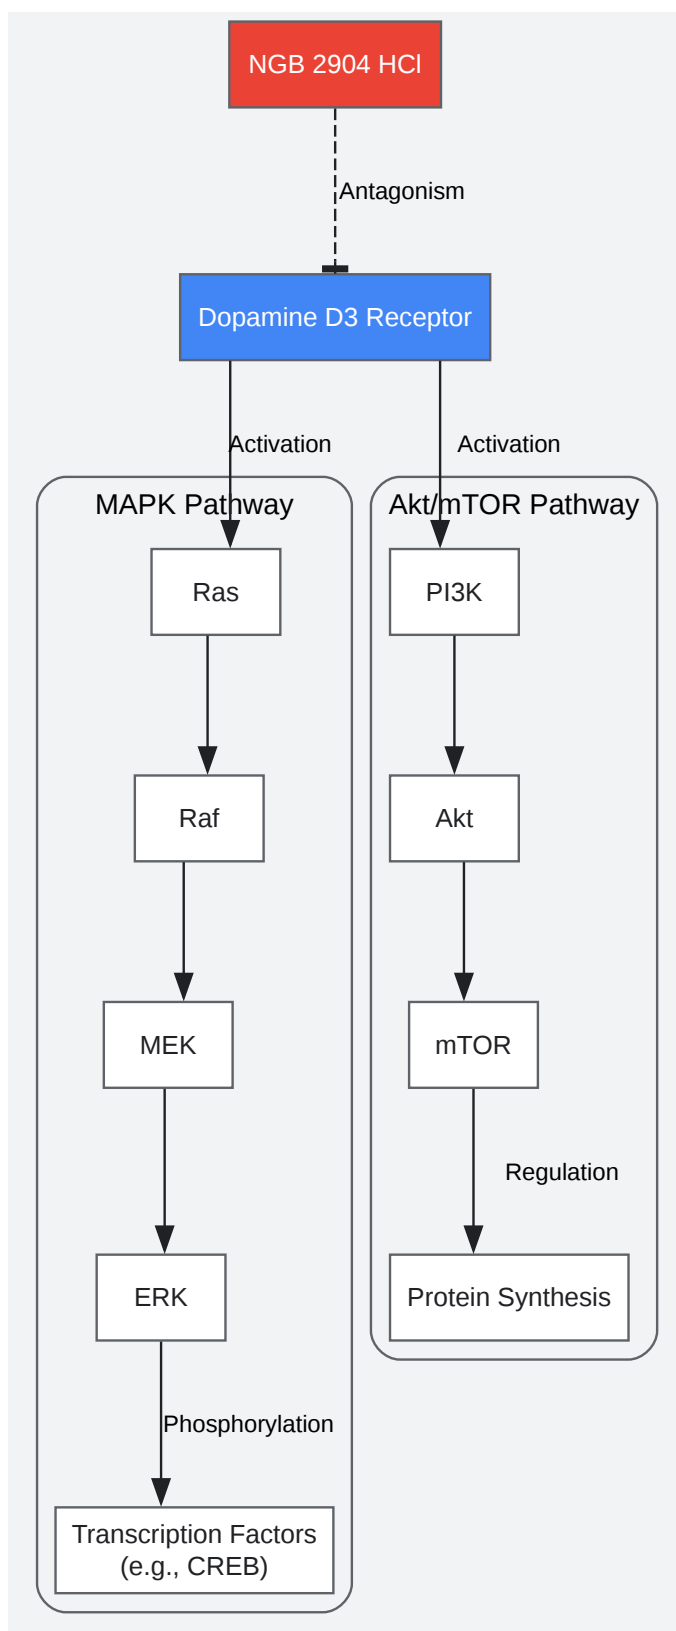 NGB 2904 HCl
Antagonism
Dopamine D3 Receptor
Activation
Activation
MAPK Pathway
Akt/mTOR Pathway
Ras
PI3K
Raf
Akt
MEK
mTOR
Regulation
ERK
Protein Synthesis
Phosphorylation
Transcription Factors
(e.g., CREB)